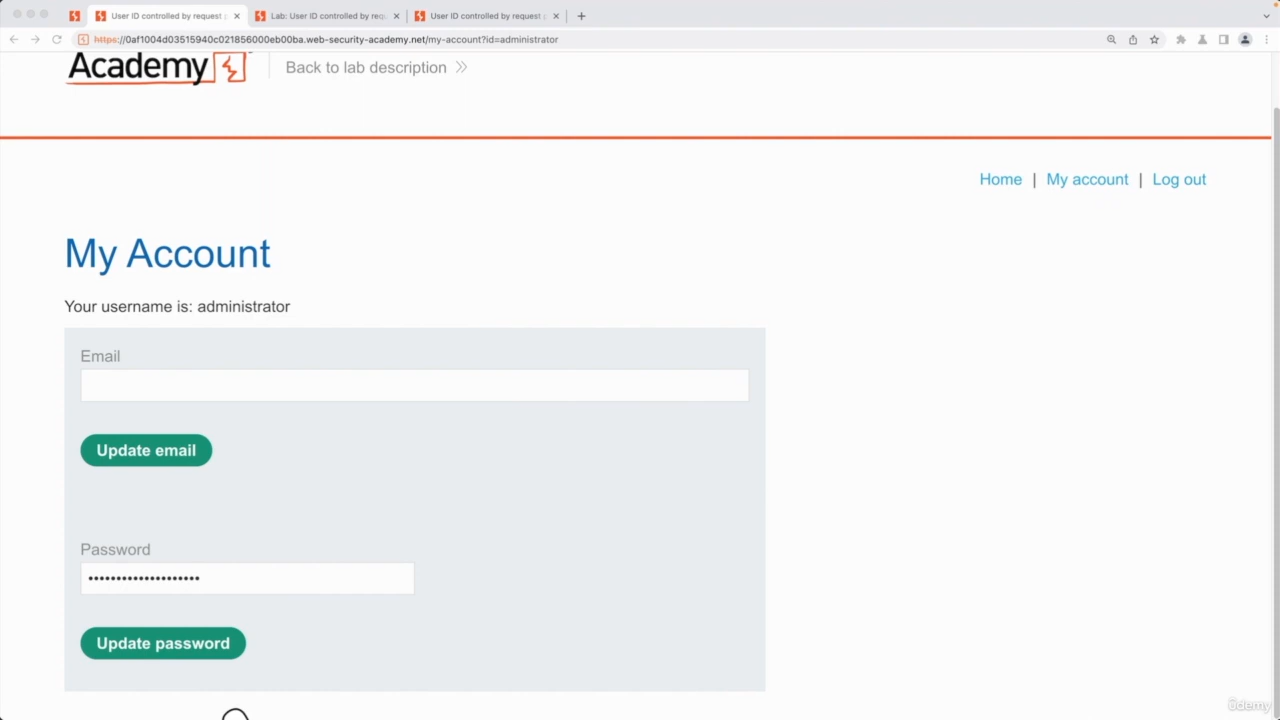 User ID controlled by request p
Lab: User ID controlled by requ
User ID controlled by request p
https://0af1004d03515940c021856000eb00ba.web-security-academy.net/my-account?id=administrator
Academy
Back to lab description
Home | My account | Log out
My Account
Your username is: administrator
Email
Update email
Password
••••••••••••••••••••
Update password
ûdemy